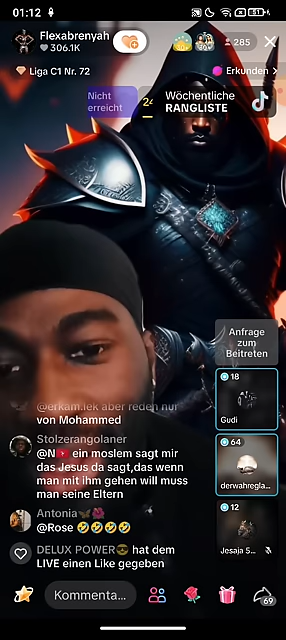 01:12
51
Flexabrenyah
306.1K
285
Liga C1 Nr. 72
Erkunden
Nicht
erreicht
24
Wöchentliche
RANGLISTE
Anfrage
zum
Beitreten
18
Gudi
64
derwahregla...
12
Jesaja S...
@erkam.lek aber reden nur
von Mohammed
Stolzerangolaner
@N🇲🇦 ein moslem sagt mir
das Jesus da sagt,das wenn
man mit ihm gehen will muss
man seine Eltern
Antonia🦋🌺
@Rose 🤣🤣🤣🤣
DELUX POWER😎 hat dem
LIVE einen Like gegeben
Kommenta...
69